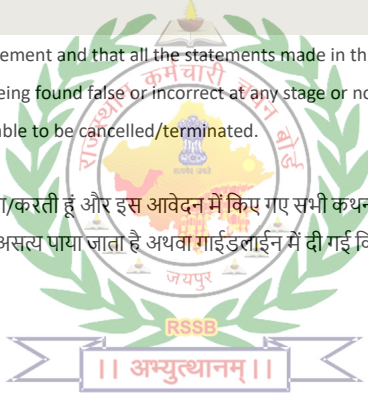 ement and that all the statements made in th
eing found false or incorrect at any stage or no
ble to be cancelled/terminated.
राजस्थान कर्मचारी चयन बोर्ड
/करती हूं और इस आवेदन में किए गए सभी कथन
असत्य पाया जाता है अथवा गाईडलाईन में दी गई वि
जयपुर
RSSB
।। अभ्युत्थानम् ।।